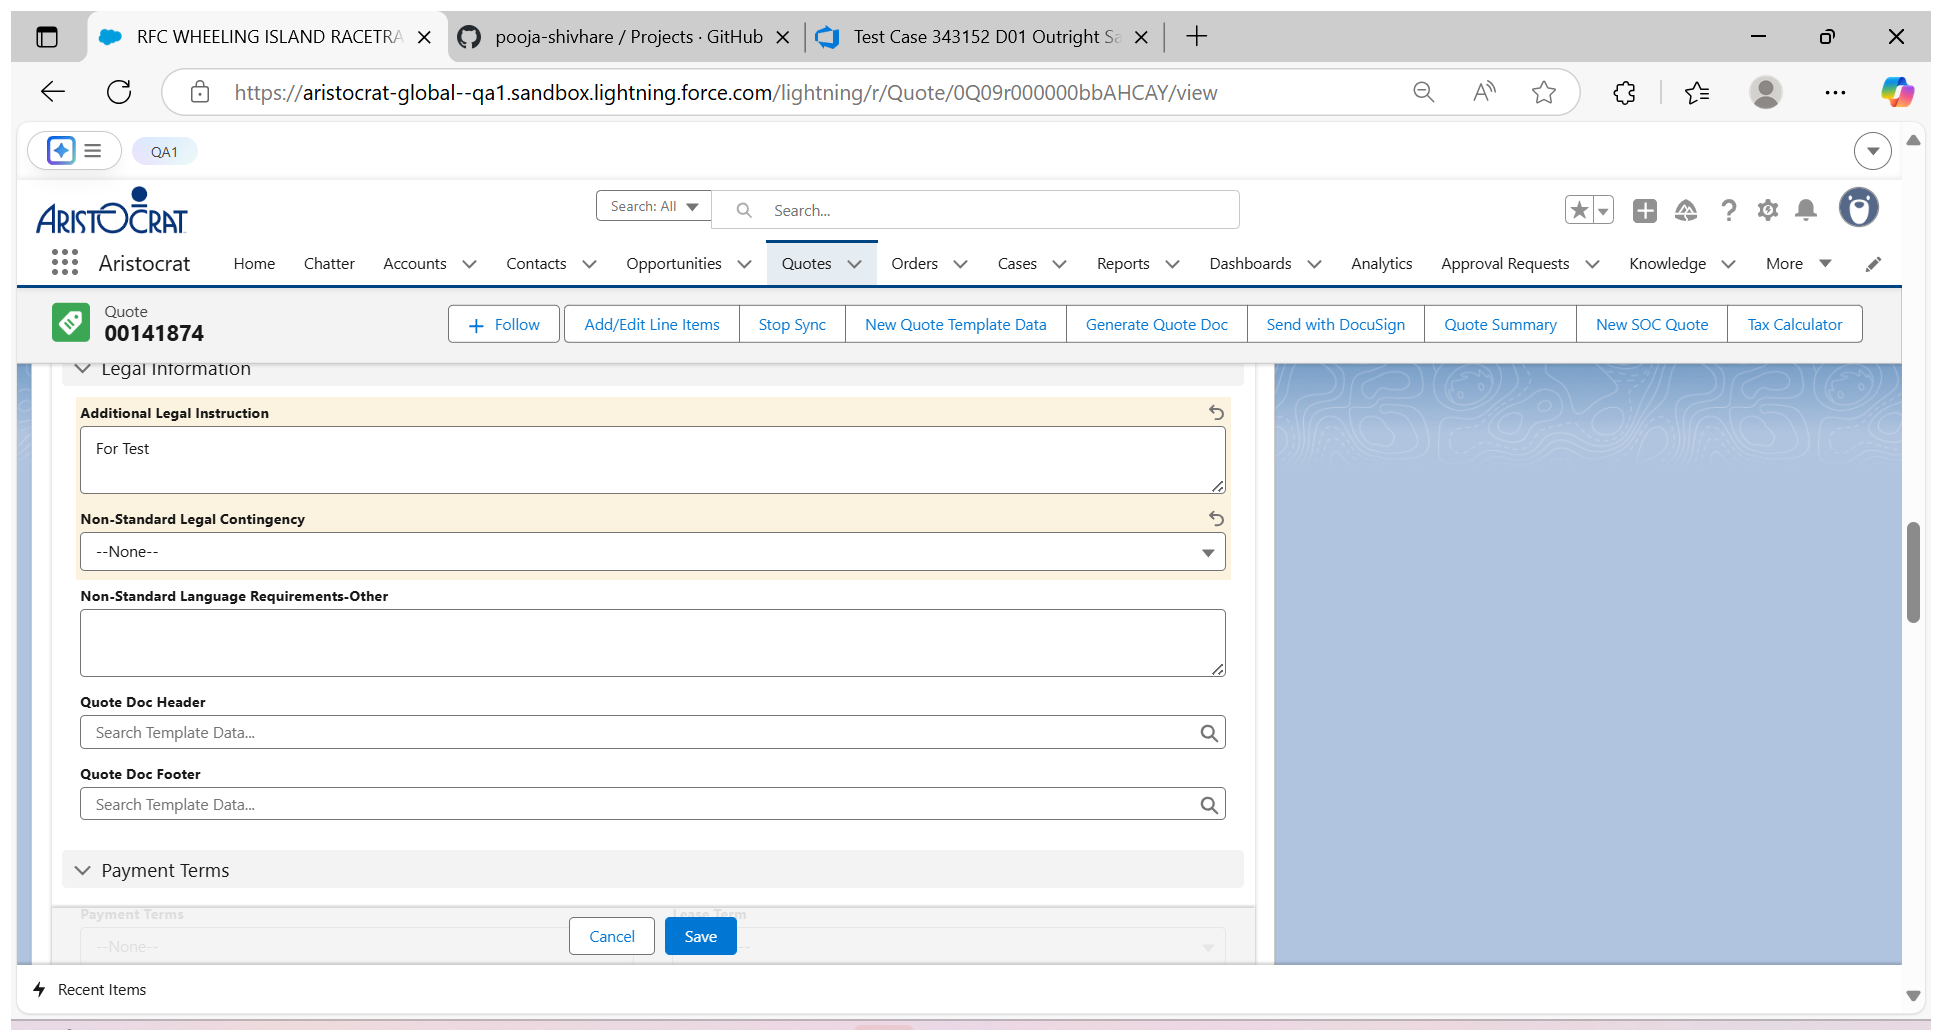 RFC WHEELING ISLAND RACETRA
pooja-shivhare / Projects · GitHub
Test Case 343152 D01 Outright Sa
https://aristocrat-global--qa1.sandbox.lightning.force.com/lightning/r/Quote/0Q09r000000bbAHCAY/view
QA1
ARISTOCRAT
Search: All
Search...
Aristocrat
Home
Chatter
Accounts
Contacts
Opportunities
Quotes
Orders
Cases
Reports
Dashboards
Analytics
Approval Requests
Knowledge
More
Quote
00141874
Follow
Add/Edit Line Items
Stop Sync
New Quote Template Data
Generate Quote Doc
Send with DocuSign
Quote Summary
New SOC Quote
Tax Calculator
Legal Information
Additional Legal Instruction
For Test
Non-Standard Legal Contingency
--None--
Non-Standard Language Requirements-Other
Quote Doc Header
Search Template Data...
Quote Doc Footer
Search Template Data...
Payment Terms
Payment Terms
Lease Term
--None--
Cancel
Save
Recent Items